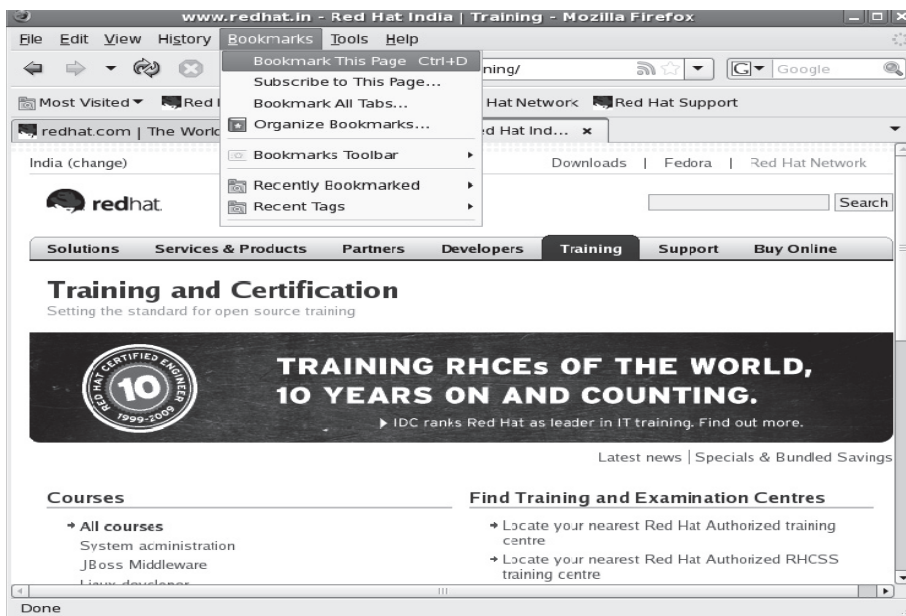 www.redhat.in - Red Hat India | Training - Mozilla Firefox
File Edit View History Bookmarks Tools Help
Bookmark This Page Ctrl+D
Subscribe to This Page...
Bookmark All Tabs...
Organize Bookmarks...
Bookmarks Toolbar
Recently Bookmarked
Recent Tags
ning/
G Google
Most Visited Red Hat Network Red Hat Support
redhat.com | The World d Hat Ind...
India (change) Downloads | Fedora | Red Hat Network
redhat. Search
Solutions Services & Products Partners Developers Training Support Buy Online
Training and Certification
Setting the standard for open source training
RED HAT CERTIFIED ENGINEER
10
1999-2009
TRAINING RHCEs OF THE WORLD,
10 YEARS ON AND COUNTING.
IDC ranks Red Hat as leader in IT training. Find out more.
Latest news | Specials & Bundled Savings
Courses
All courses
System administration
JBoss Middleware
Linux developer
Find Training and Examination Centres
Locate your nearest Red Hat Authorized training
centre
Locate your nearest Red Hat Authorized RHCSS
training centre
Done